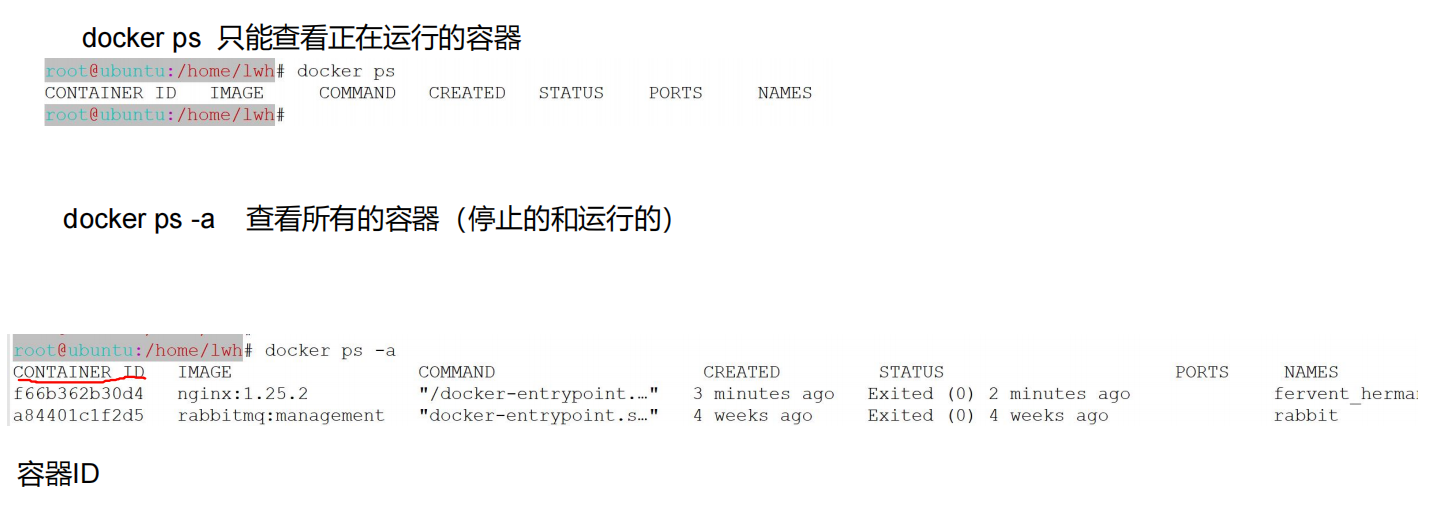 docker ps 只能查看正在运行的容器
root@ubuntu:/home/lwh# docker ps
CONTAINER ID IMAGE COMMAND CREATED STATUS PORTS NAMES
root@ubuntu:/home/lwh#
docker ps -a 查看所有的容器（停止的和运行的）
root@ubuntu:/home/lwh# docker ps -a
CONTAINER ID IMAGE COMMAND CREATED STATUS PORTS NAMES
f66b362b30d4 nginx:1.25.2 "/docker-entrypoint.…" 3 minutes ago Exited (0) 2 minutes ago
a84401c1f2d5 rabbitmq:management "docker-entrypoint.s…" 4 weeks ago Exited (0) 4 weeks ago rabbit
容器ID